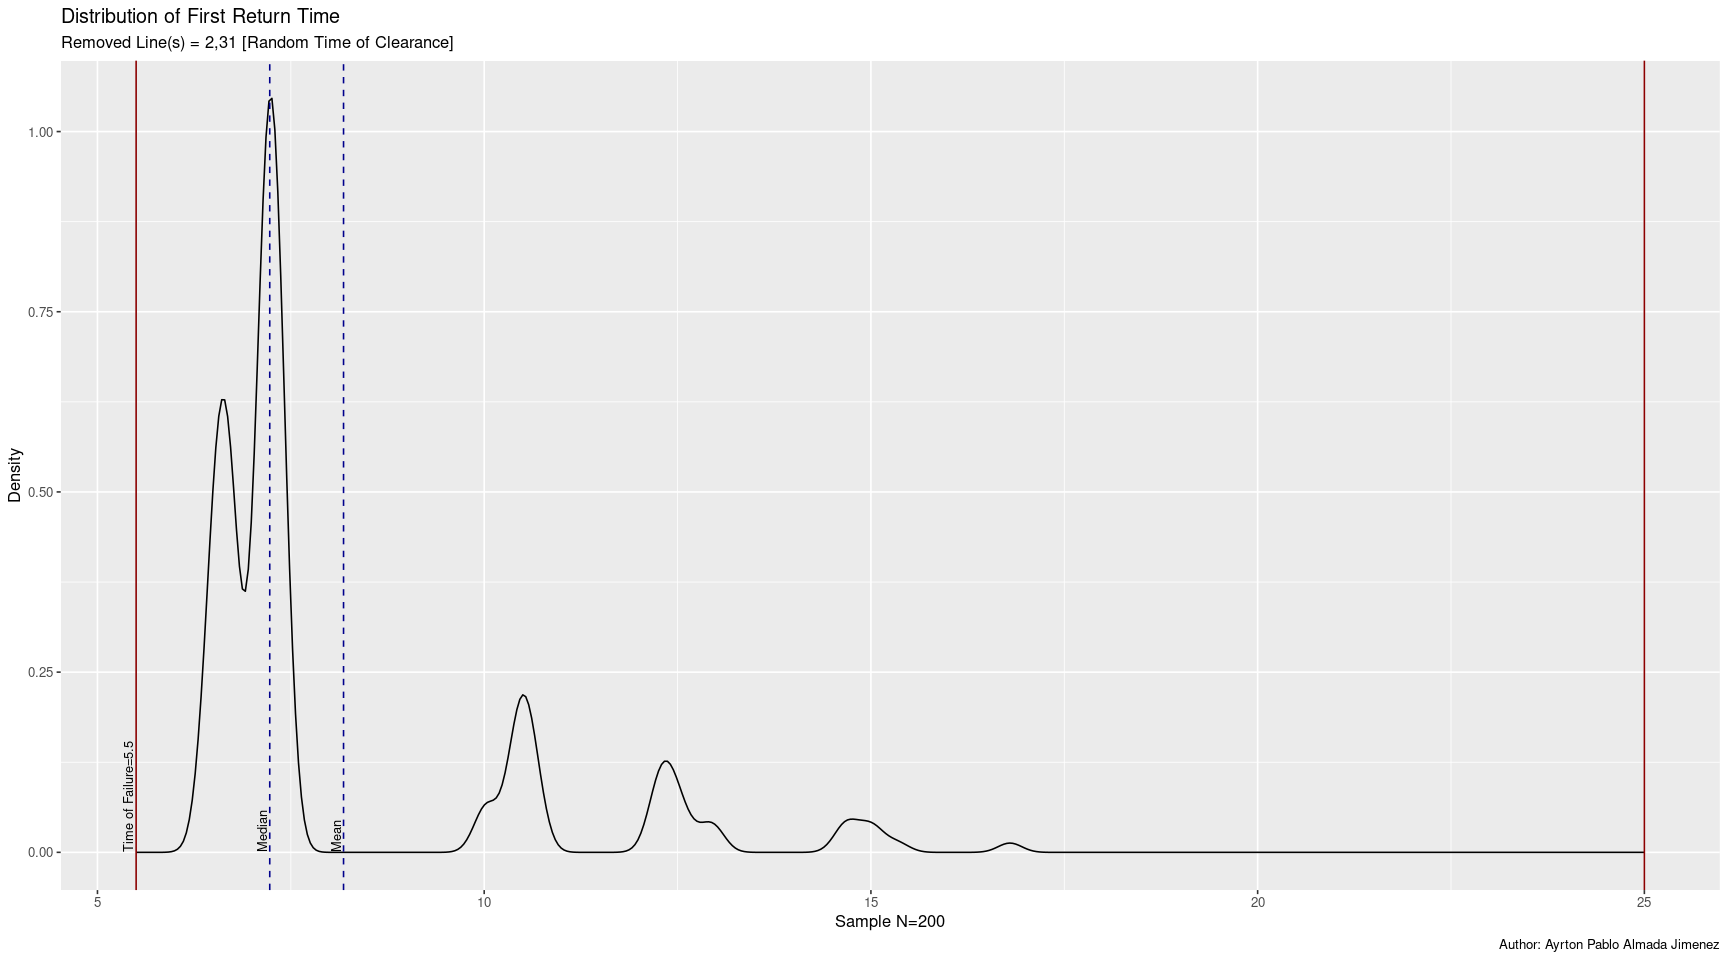 Distribution of First Return Time
Removed Line(s) = 2,31 [Random Time of Clearance]
1.00
0.75
0.50
0.25
0.00
Density
Time of Failure=5.5
Median
Mean
5
10
15
20
25
Sample N=200
Author: Ayrton Pablo Almada Jimenez